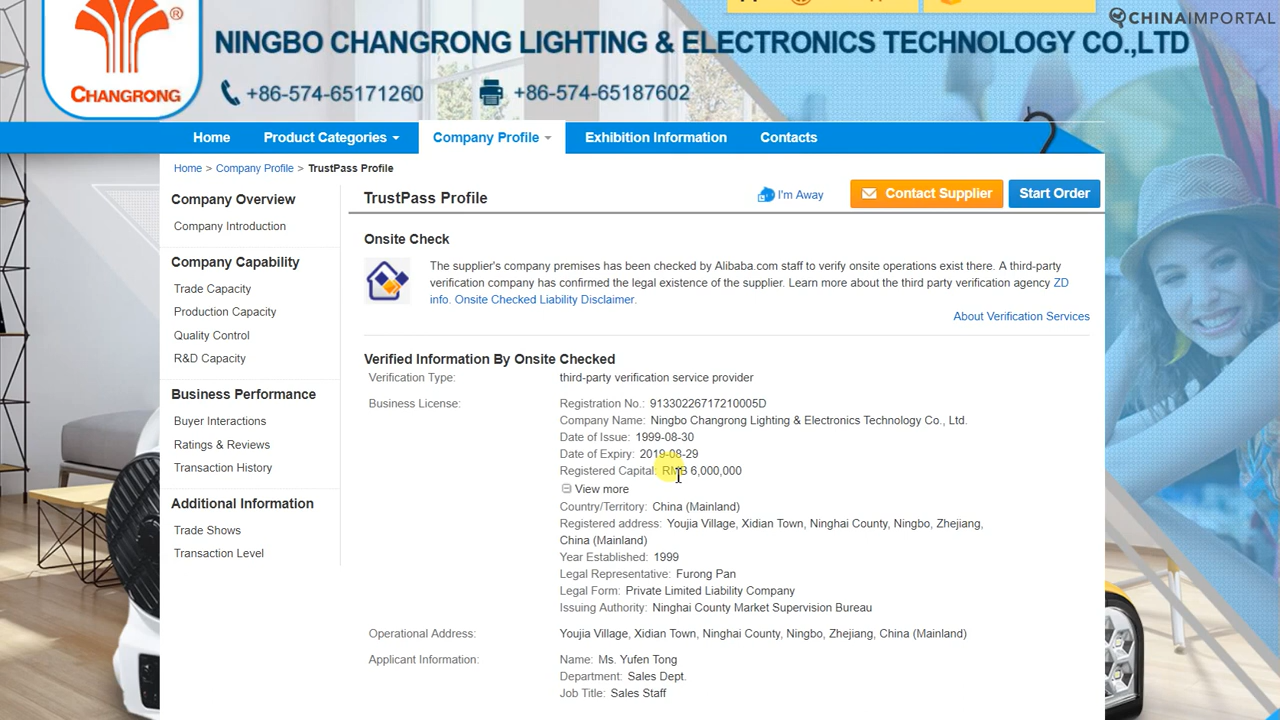 CHINAIMPORTAL
®
NINGBO CHANGRONG LIGHTING & ELECTRONICS TECHNOLOGY CO.,LTD
CHANGRONG
+86-574-65171260
+86-574-65187602
Home
Product Categories
Company Profile
Exhibition Information
Contacts
Home > Company Profile > TrustPass Profile
Company Overview
Company Introduction
Company Capability
Trade Capacity
Production Capacity
Quality Control
R&D Capacity
Business Performance
Buyer Interactions
Ratings & Reviews
Transaction History
Additional Information
Trade Shows
Transaction Level
TrustPass Profile
I'm Away
Contact Supplier
Start Order
Onsite Check
The supplier's company premises has been checked by Alibaba.com staff to verify onsite operations exist there. A third-party
verification company has confirmed the legal existence of the supplier. Learn more about the third party verification agency ZD
info. Onsite Checked Liability Disclaimer.
About Verification Services
Verified Information By Onsite Checked
Verification Type: third-party verification service provider
Business License: Registration No.: 91330226717210005D
Company Name: Ningbo Changrong Lighting & Electronics Technology Co., Ltd.
Date of Issue: 1999-08-30
Date of Expiry: 2019-08-29
Registered Capital: RMB 6,000,000
View more
Country/Territory: China (Mainland)
Registered address: Youjia Village, Xidian Town, Ninghai County, Ningbo, Zhejiang,
China (Mainland)
Year Established: 1999
Legal Representative: Furong Pan
Legal Form: Private Limited Liability Company
Issuing Authority: Ninghai County Market Supervision Bureau
Operational Address: Youjia Village, Xidian Town, Ninghai County, Ningbo, Zhejiang, China (Mainland)
Applicant Information: Name: Ms. Yufen Tong
Department: Sales Dept.
Job Title: Sales Staff